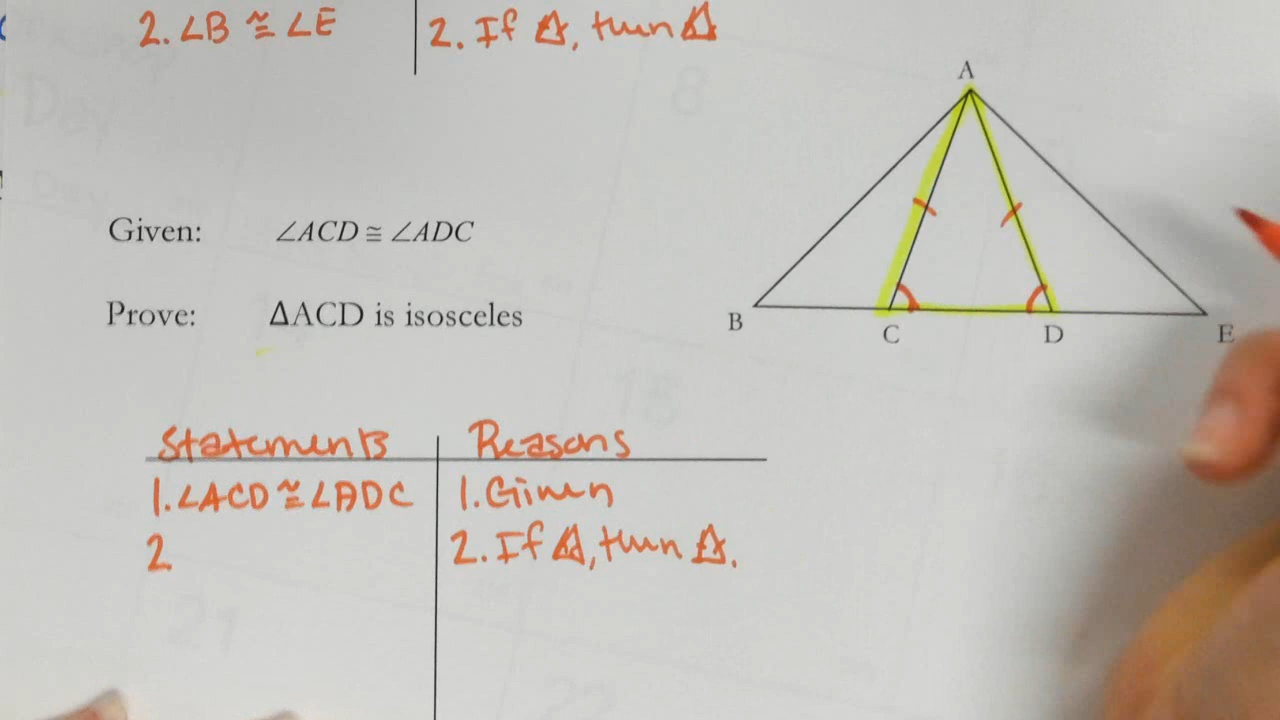 2. ∠B ≅ ∠E
2. If △, then △
A
Given: ∠ACD ≅ ∠ADC
Prove: ΔACD is isosceles
B
C
D
E
Statements
Reasons
1. ∠ACD ≅ ∠ADC
1. Given
2
2. If △, then △.